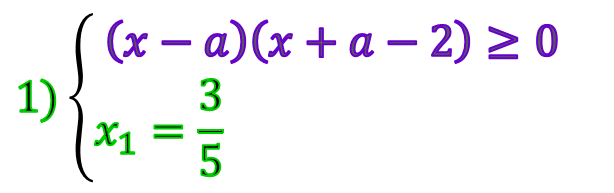 (x − a)(x + a − 2) ≥ 0
1)
x₁ = 3/5